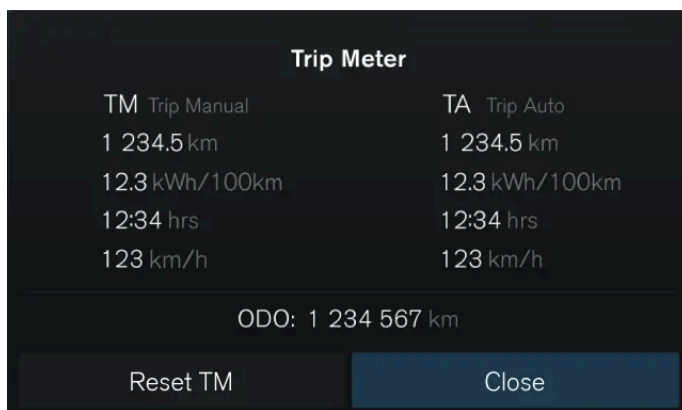 Trip Meter
TM Trip Manual
1 234.5 km
12.3 kWh/100km
12:34 hrs
123 km/h
TA Trip Auto
1 234.5 km
12.3 kWh/100km
12:34 hrs
123 km/h
ODO: 1 234 567 km
Reset TM
Close